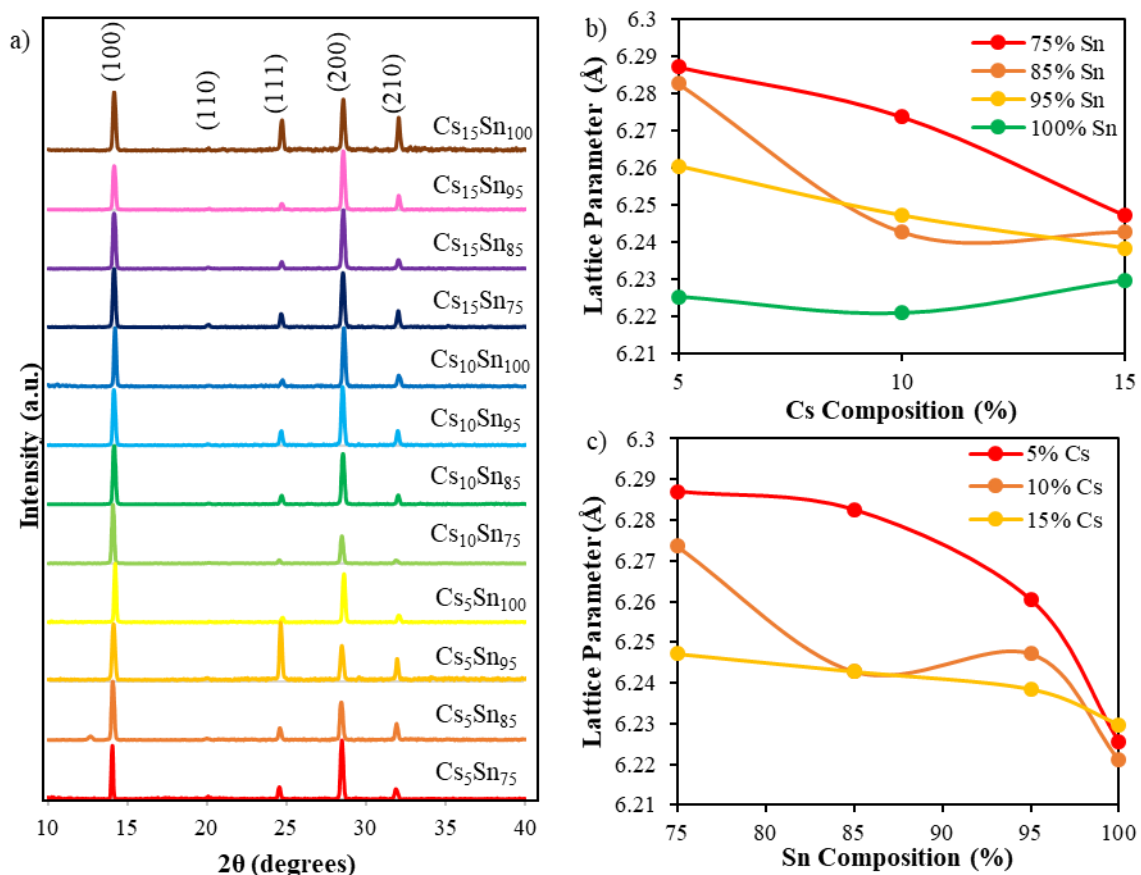 a)
(100)
(110)
(111)
(200)
(210)
Cs₁₅Sn₁₀₀
Cs₁₅Sn₉₅
Cs₁₅Sn₈₅
Cs₁₅Sn₇₅
Cs₁₀Sn₁₀₀
Cs₁₀Sn₉₅
Cs₁₀Sn₈₅
Cs₁₀Sn₇₅
Cs₅Sn₁₀₀
Cs₅Sn₉₅
Cs₅Sn₈₅
Cs₅Sn₇₅
Intensity (a.u.)
10 15 20 25 30 35 40
2θ (degrees)
b)
6.3
6.29
6.28
6.27
6.26
6.25
6.24
6.23
6.22
6.21
Lattice Parameter (Å)
75% Sn
85% Sn
95% Sn
100% Sn
5 10 15
Cs Composition (%)
c)
6.3
6.29
6.28
6.27
6.26
6.25
6.24
6.23
6.22
6.21
Lattice Parameter (Å)
5% Cs
10% Cs
15% Cs
75 80 85 90 95 100
Sn Composition (%)